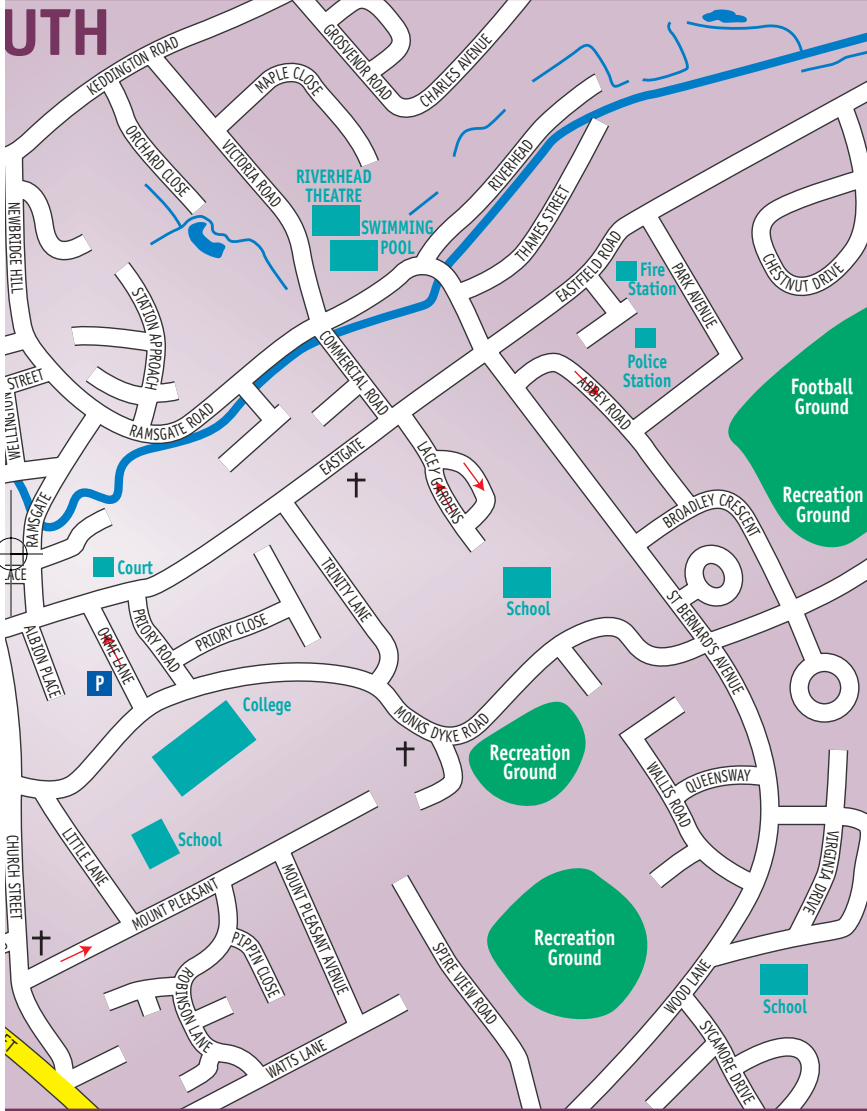 UTH
KEDDINGTON ROAD
GROSVENOR ROAD
CHARLES AVENUE
MAPLE CLOSE
ORCHARD CLOSE
VICTORIA ROAD
RIVERHEAD
THEATRE
SWIMMING
POOL
RIVERHEAD
THAMES STREET
NEWBRIDGE HILL
STATION APPROACH
EASTFIELD ROAD
Fire
Station
PARK AVENUE
CHESTNUT DRIVE
Police
Station
COMMERCIAL ROAD
ABBEY ROAD
Football
Ground
Recreation
Ground
STREET
WELLINGTON
RAMSGATE ROAD
EASTGATE
LACEY GARDENS
BROADLEY CRESCENT
RAMSGATE
LACE
Court
School
TRINITY LANE
ST BERNARD'S AVENUE
ALBION PLACE
ORME LANE
PRIORY ROAD
PRIORY CLOSE
P
College
MONKS DYKE ROAD
Recreation
Ground
WALLIS ROAD
QUEENSWAY
VIRGINIA DRIVE
School
LITTLE LANE
CHURCH STREET
MOUNT PLEASANT
MOUNT PLEASANT AVENUE
PIPPIN CLOSE
ROBINSON LANE
SPIRE VIEW ROAD
Recreation
Ground
WOOD LANE
School
SYCAMORE DRIVE
WATTS LANE
ET